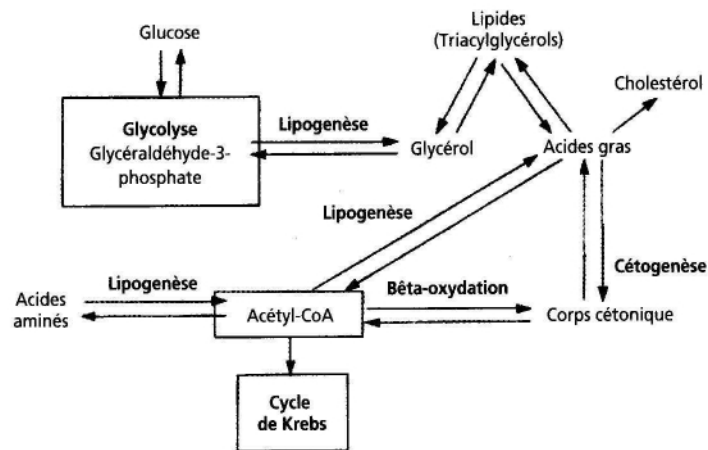 Lipides
(Triacylglycérols)
Glucose
Cholestérol
Glycolyse
Glycéraldéhyde-3-
phosphate
Lipogenèse
Glycérol
Acides gras
Lipogenèse
Cétogenèse
Acides
aminés
Lipogenèse
Acétyl-CoA
Bêta-oxydation
Corps cétonique
Cycle
de Krebs